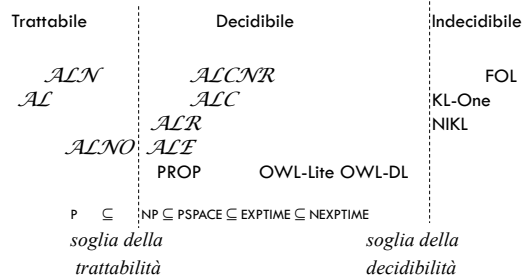 Trattabile Decidibile Indecidibile
ALN ALCNR FOL
AL ALC KL-One
ALR NIKL
ALNO ALE
PROP OWL-Lite OWL-DL
P ⊆ NP ⊆ PSPACE ⊆ EXPTIME ⊆ NEXPTIME
soglia della soglia della
trattabilità decidibilità